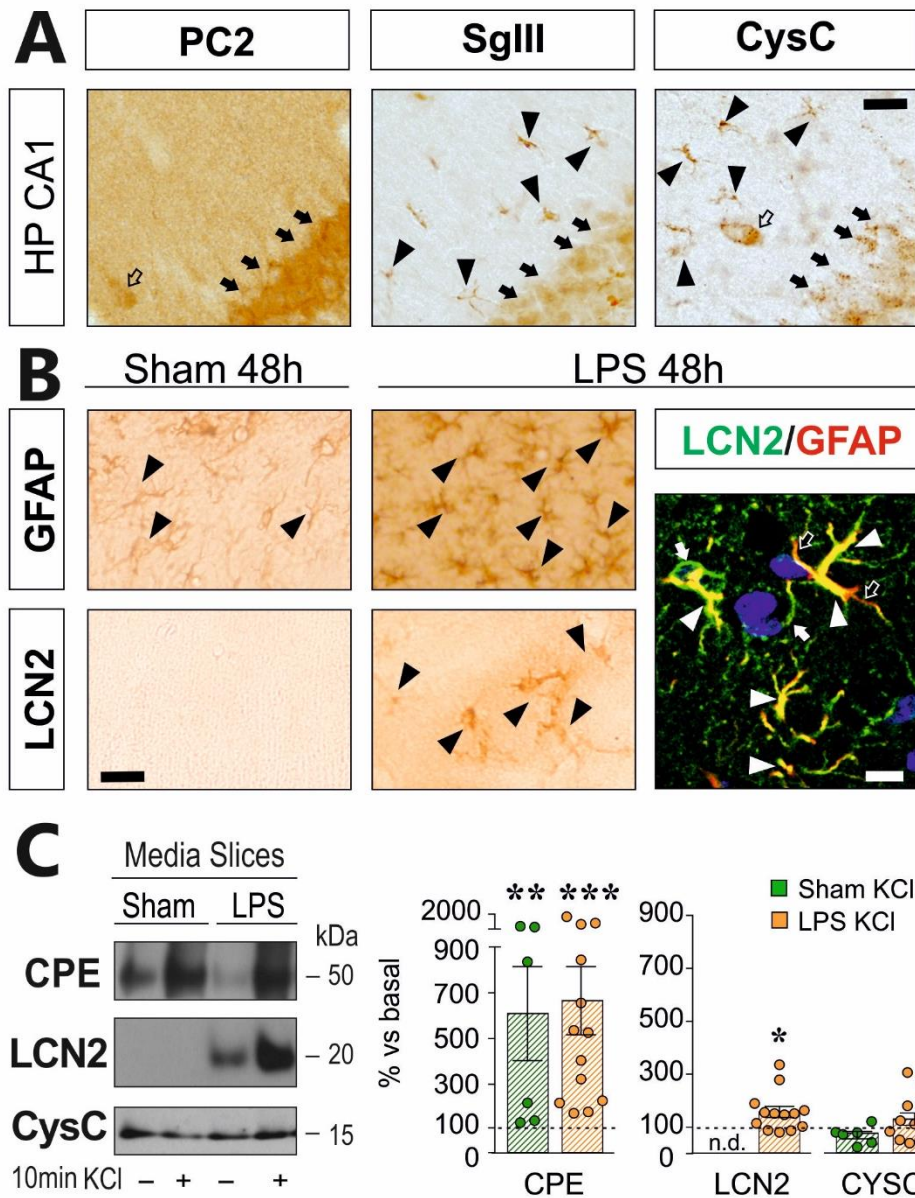 A
PC2
SgIII
CysC
HP CA1
B
Sham 48h
LPS 48h
GFAP
LCN2/GFAP
LCN2
C
Media Slices
Sham LPS
kDa
CPE
– 50
LCN2
– 20
CysC
– 15
10min KCl – + – +
** ***
2000
900
700
500
300
100
0
% vs basal
CPE
Sham KCl
LPS KCl
900
700
500
300
100
0
*
n.d.
LCN2
CYSC